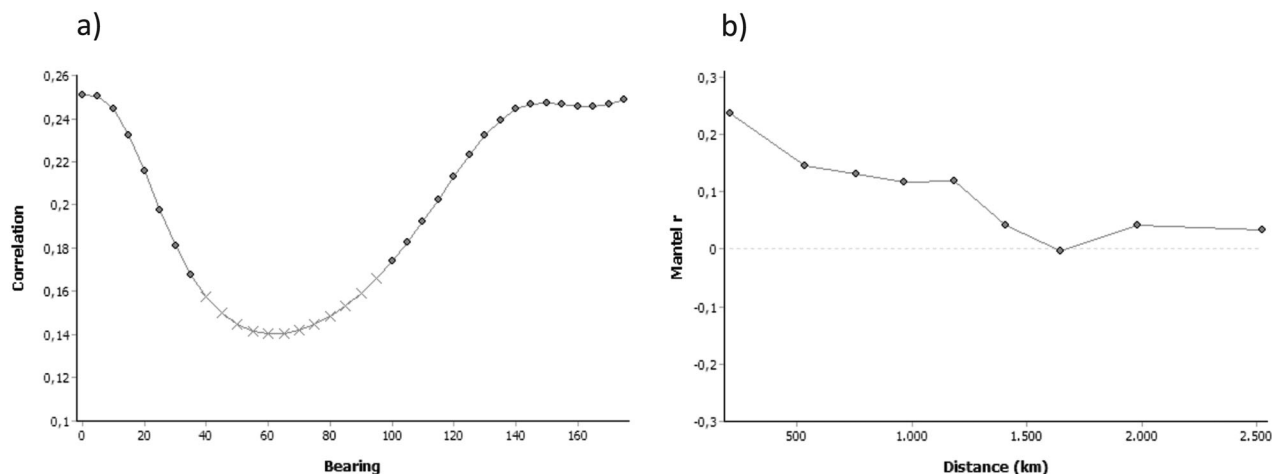 a)
0,26
0,24
0,22
0,2
0,18
0,16
0,14
0,12
0,1
Correlation
0 20 40 60 80 100 120 140 160
Bearing
b)
0,3
0,2
0,1
0
-0,1
-0,2
-0,3
Mantel r
500 1.000 1.500 2.000 2.500
Distance (km)